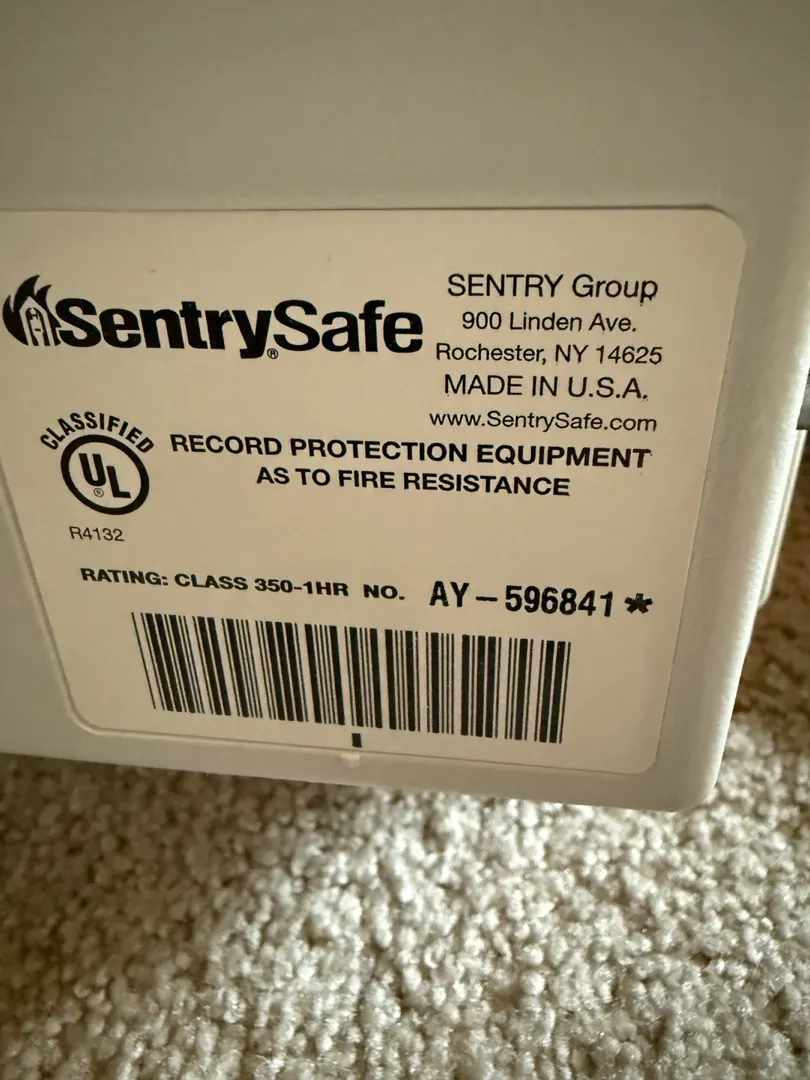 SentrySafe®
SENTRY Group
900 Linden Ave.
Rochester, NY 14625
MADE IN U.S.A.
www.SentrySafe.com
CLASSIFIED
UL®
RECORD PROTECTION EQUIPMENT
AS TO FIRE RESISTANCE
R4132
RATING: CLASS 350-1HR NO. AY-596841*